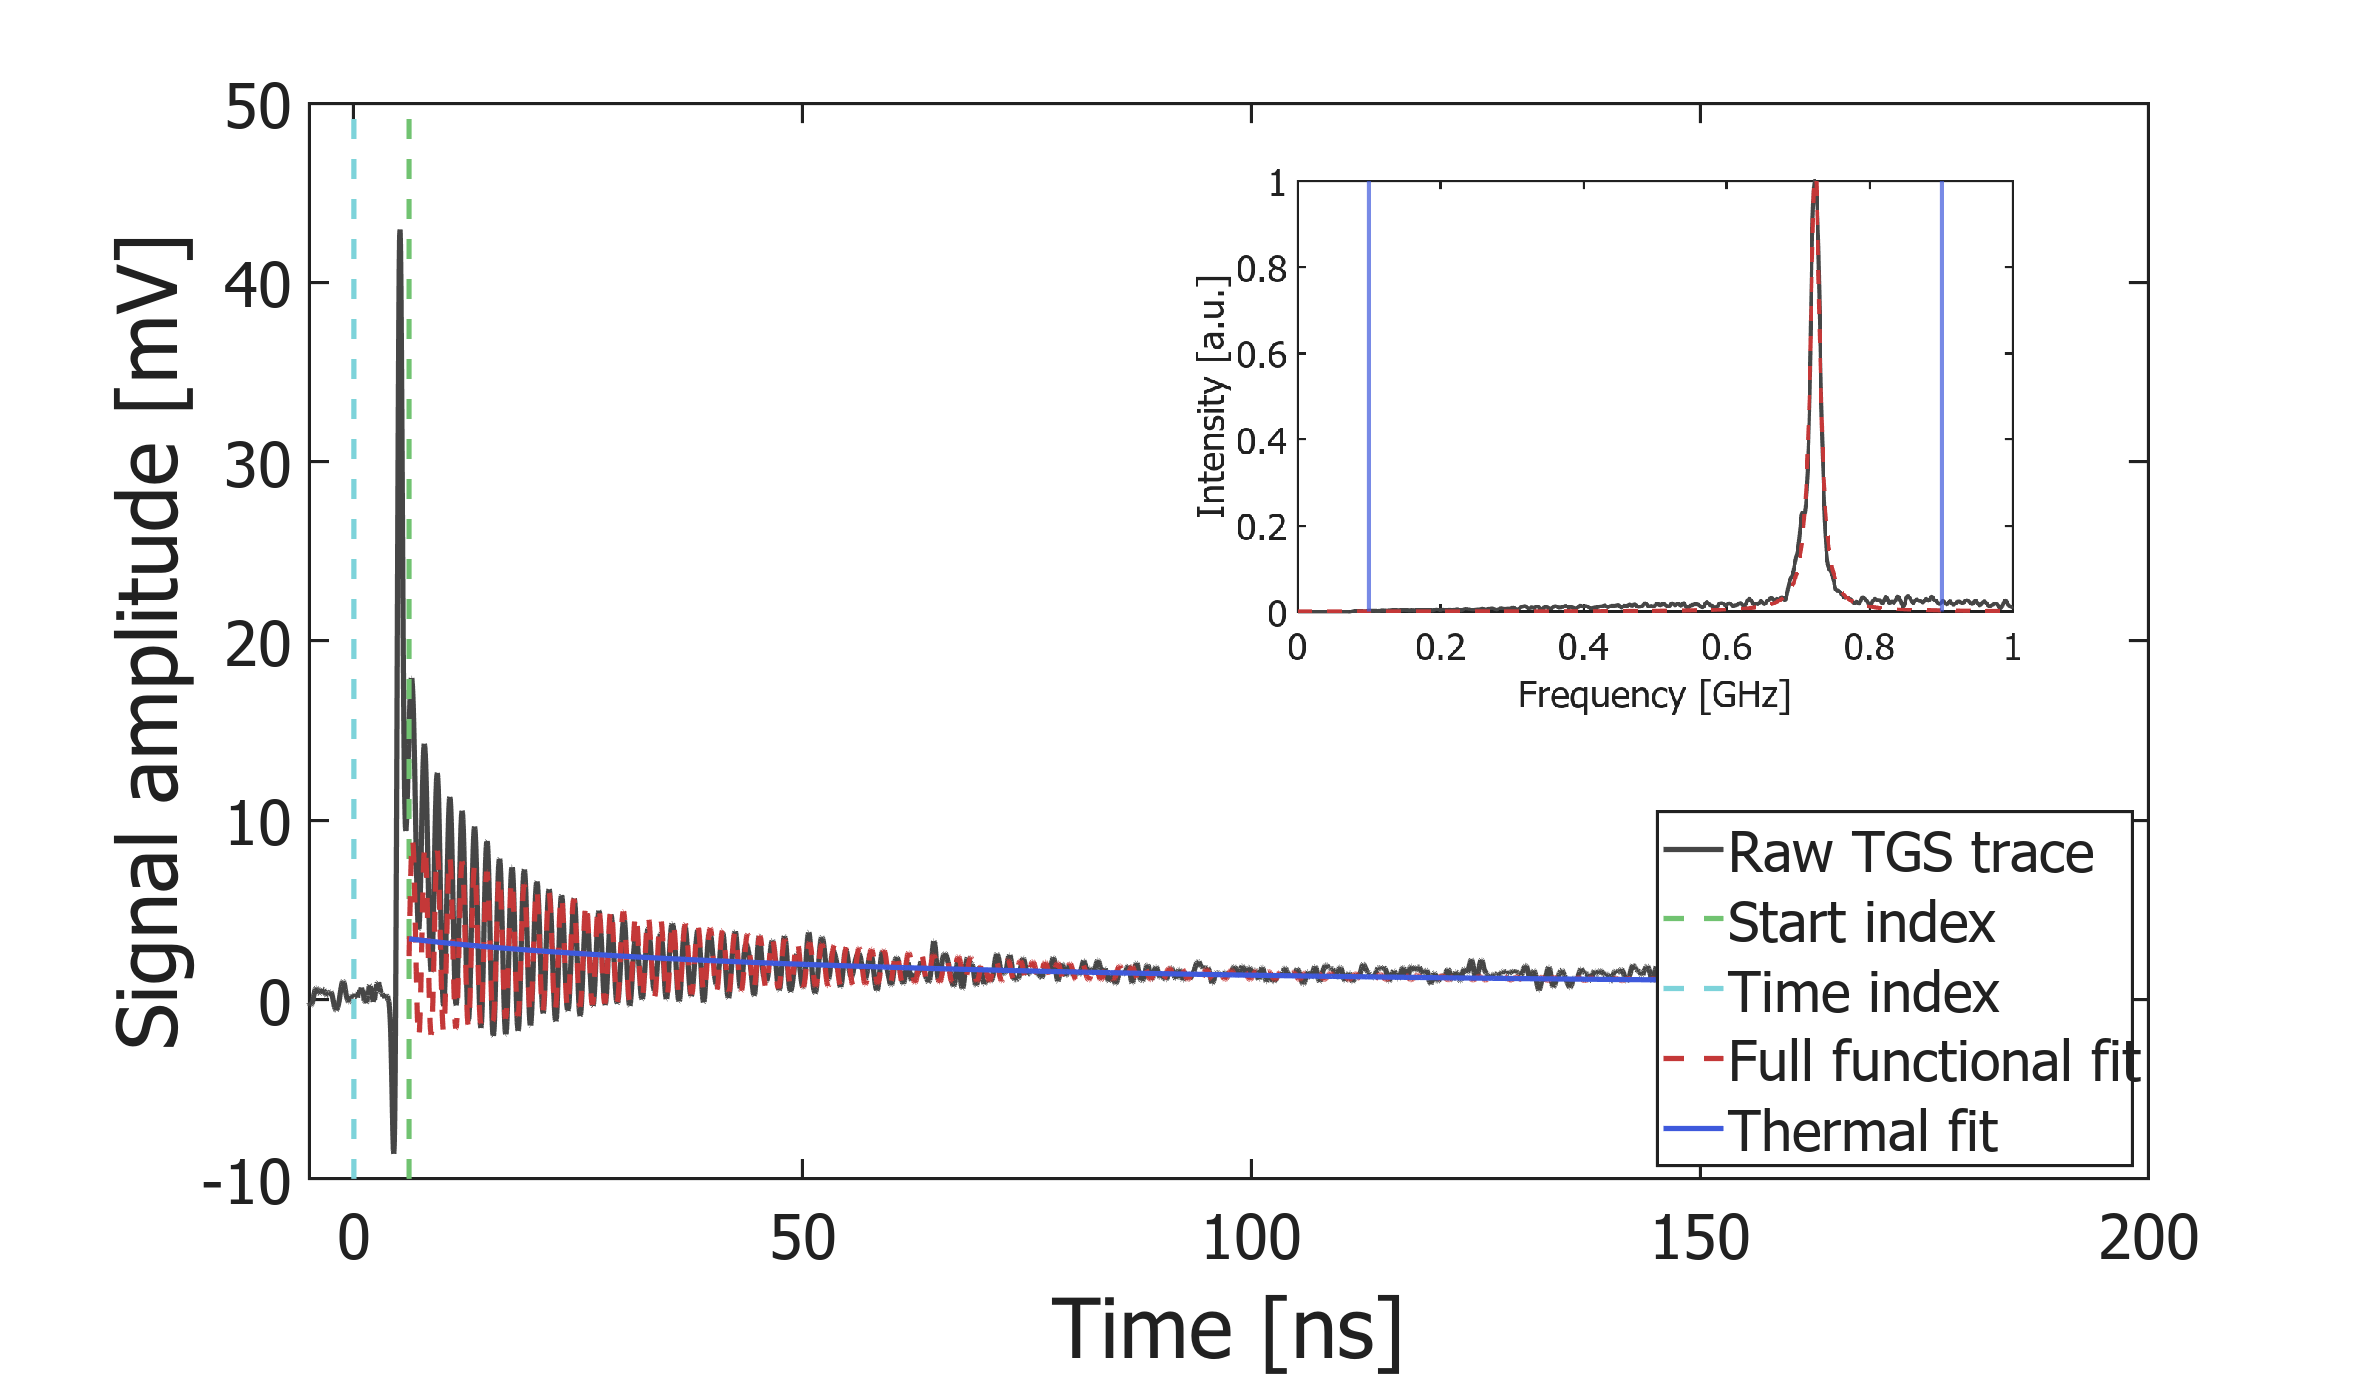 Signal amplitude [mV]
50
40
30
20
10
0
-10
0 50 100 150 200
Time [ns]
Intensity [a.u.]
1
0.8
0.6
0.4
0.2
0
0 0.2 0.4 0.6 0.8 1
Frequency [GHz]
Raw TGS trace
Start index
Time index
Full functional fit
Thermal fit